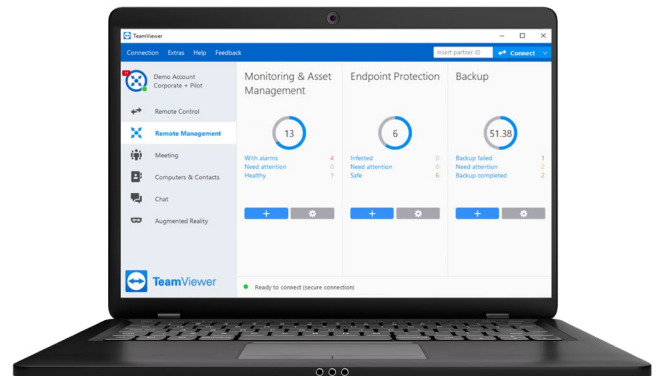 TeamViewer
Connection Extras Help Feedback
Insert partner ID
Connect
Demo Account
Corporate + Pilot
Remote Control
Remote Management
Meeting
Computers & Contacts
Chat
Augmented Reality
TeamViewer
Monitoring & Asset
Management
13
With alarms 4
Need attention 0
Healthy 1
Endpoint Protection
6
Infected 0
Need attention 0
Safe 6
Backup
51.38
Backup failed 1
Need attention 2
Backup completed 2
Ready to connect (secure connection)